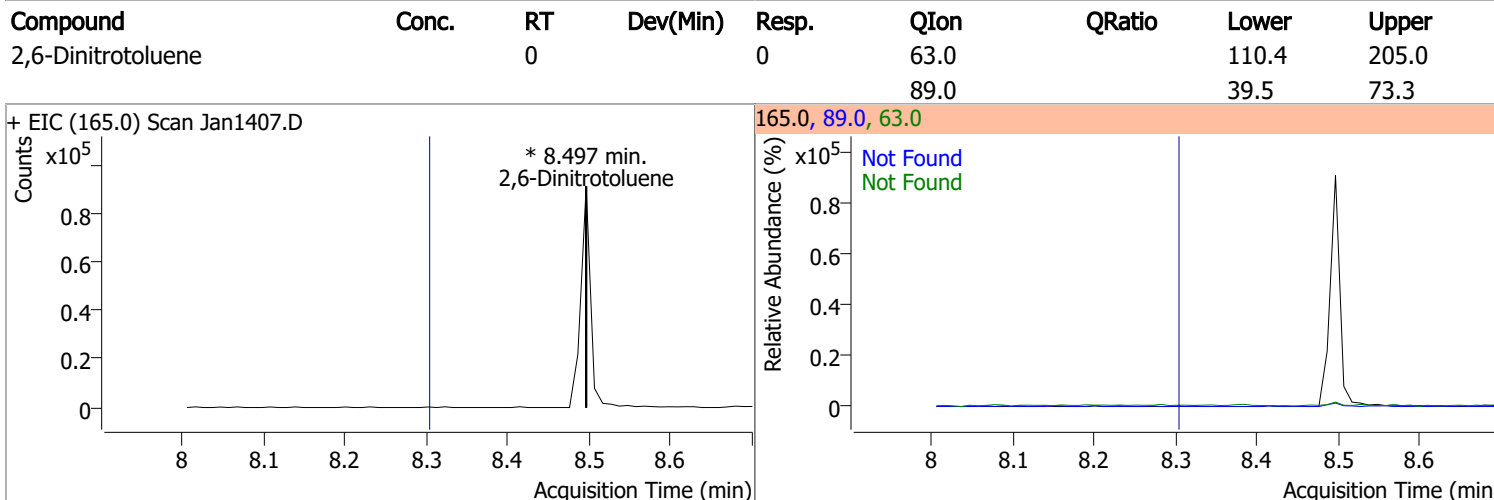 Compound Conc. RT Dev(Min) Resp. QIon QRatio Lower Upper
2,6-Dinitrotoluene 0 0 63.0 110.4 205.0
89.0 39.5 73.3
+ EIC (165.0) Scan Jan1407.D
Counts
x10⁵
* 8.497 min.
2,6-Dinitrotoluene
0.8
0.6
0.4
0.2
0
8 8.1 8.2 8.3 8.4 8.5 8.6
Acquisition Time (min)
165.0, 89.0, 63.0
Relative Abundance (%)
x10⁵
Not Found
Not Found
0.8
0.6
0.4
0.2
0
8 8.1 8.2 8.3 8.4 8.5 8.6
Acquisition Time (min